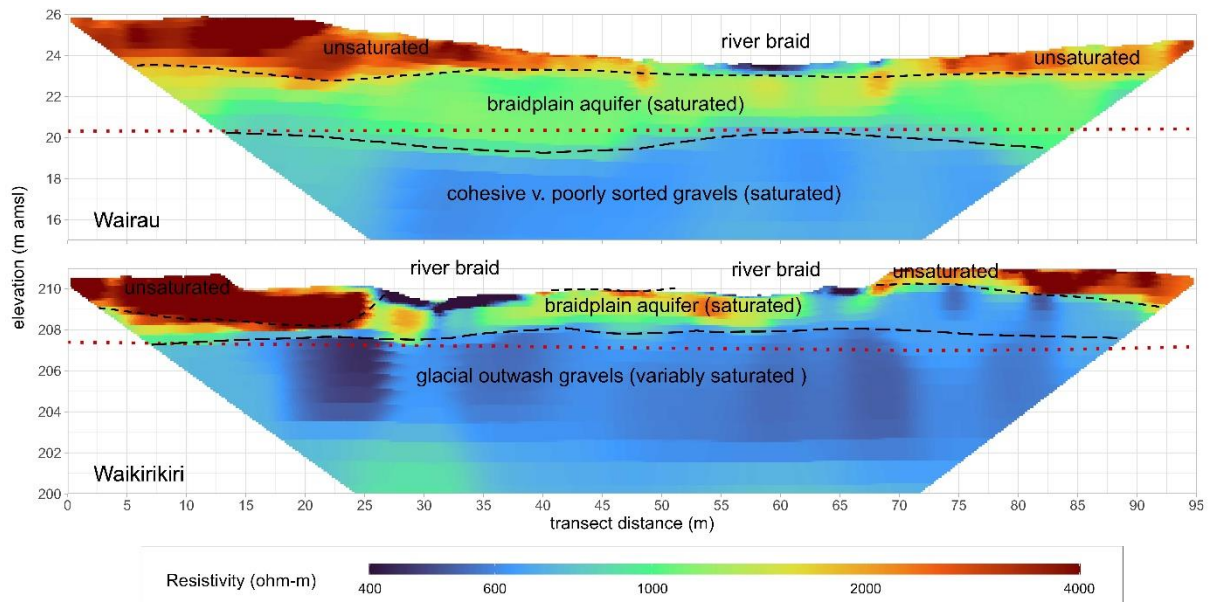 26
24
22
20
18
16
unsaturated
river braid
unsaturated
braidplain aquifer (saturated)
cohesive v. poorly sorted gravels (saturated)
Wairau
elevation (m amsl)
210
208
206
204
202
200
river braid
river braid
unsaturated
unsaturated
braidplain aquifer (saturated)
glacial outwash gravels (variably saturated )
Waikirikiri
0 5 10 15 20 25 30 35 40 45 50 55 60 65 70 75 80 85 90 95
transect distance (m)
Resistivity (ohm-m)
400 600 1000 2000 4000